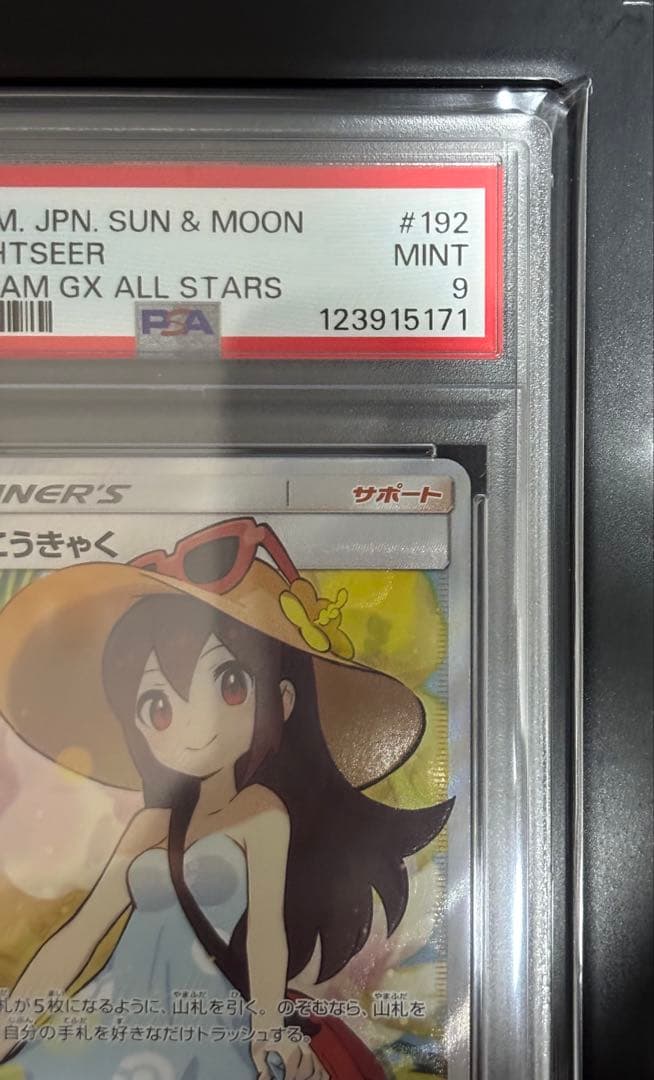 M. JPN. SUN & MOON #192
HTSEER MINT
AM GX ALL STARS 9
PSA 123915171
INER'S サポート
こうきゃく
札が5枚になるように、山札を引く。のぞむなら、山札を
自分の手札を好きなだけトラッシュする。